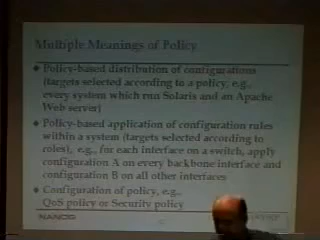 Multiple Meanings of Policy
Policy-based distribution of configurations
(targets selected according to a policy, e.g.,
every system which run Solaris and an Apache
Web server)
Policy-based application of configuration rules
within a system (targets selected according to
roles), e.g., for each interface on a switch, apply
configuration A on every backbone interface and
configuration B on all other interfaces
Configuration of policy, e.g.,
QoS policy or Security policy